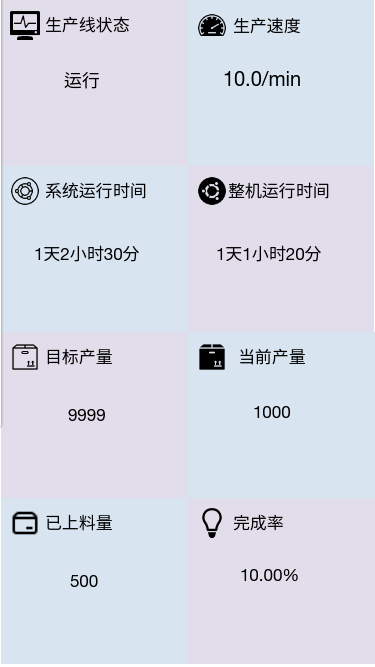 生产线状态
生产速度
运行
10.0/min
系统运行时间
整机运行时间
1天2小时30分
1天1小时20分
目标产量
当前产量
9999
1000
已上料量
完成率
500
10.00%